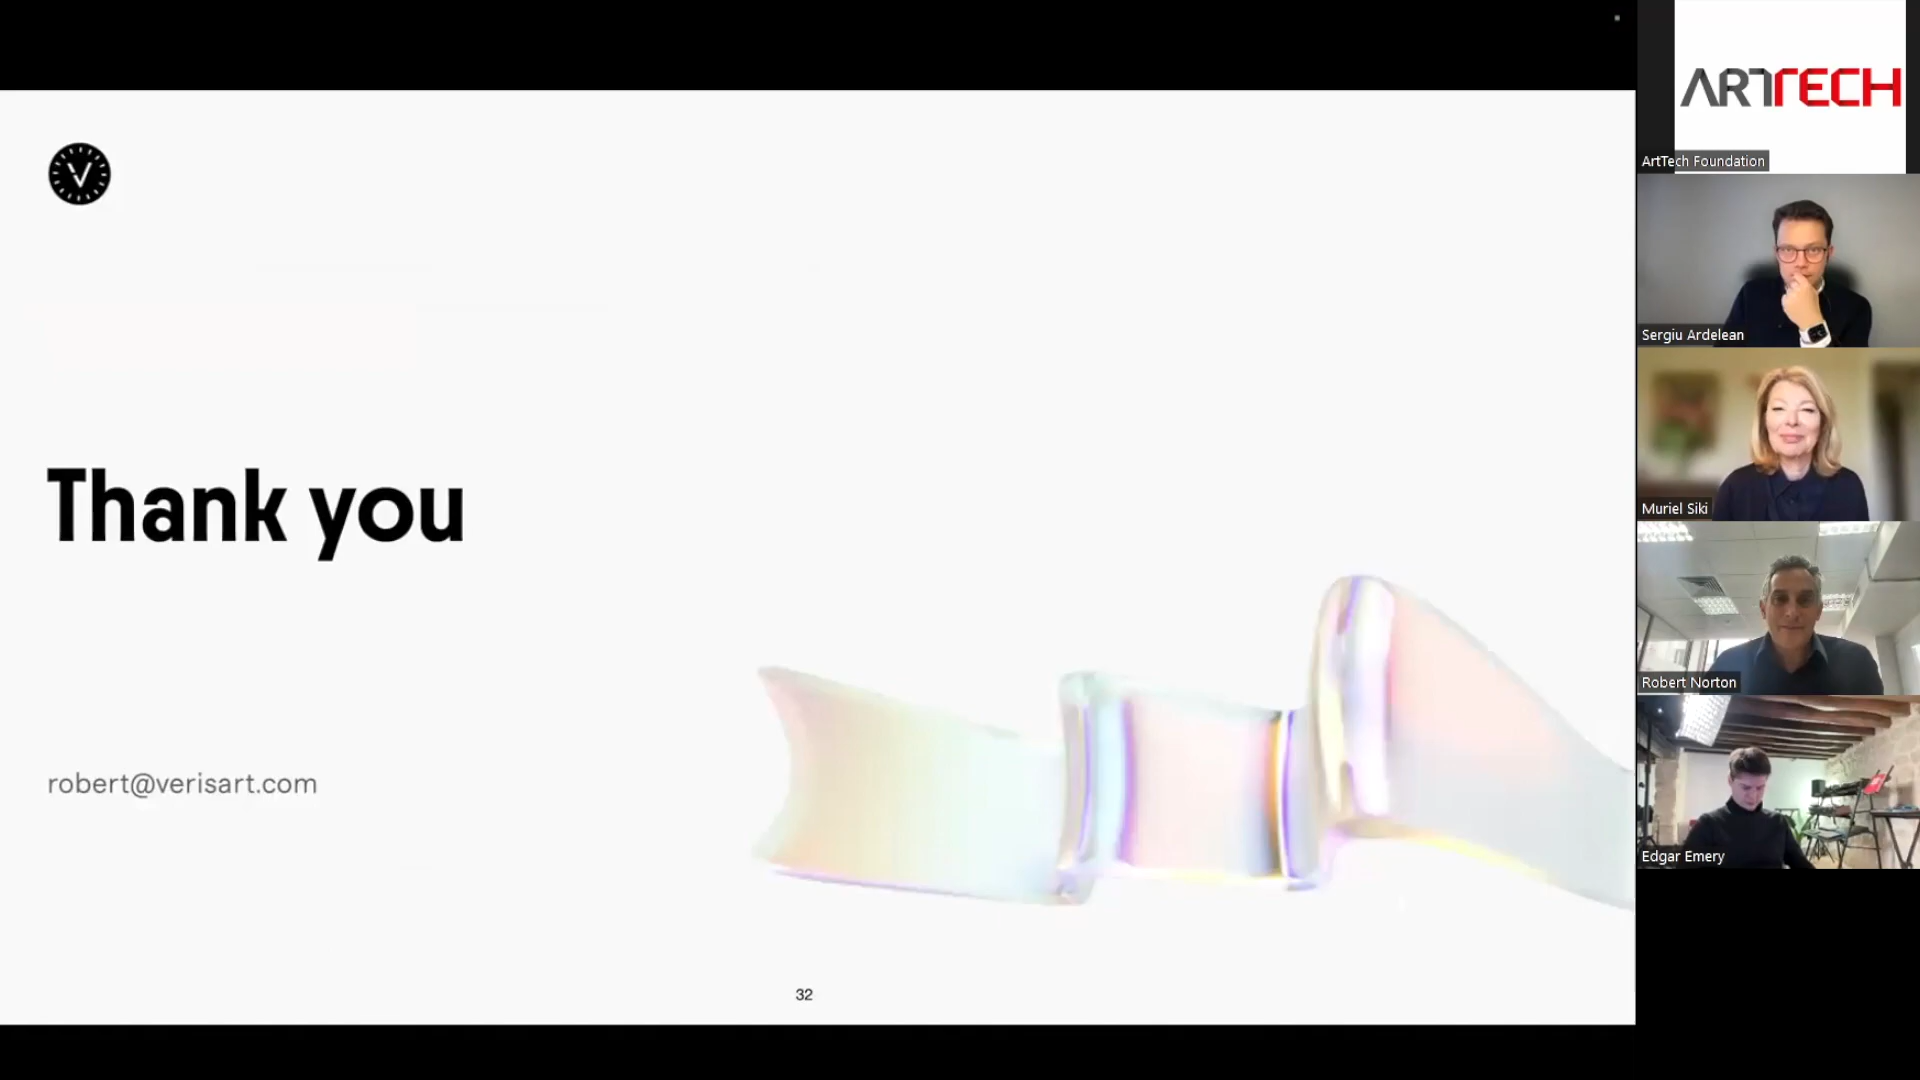 Thank you
robert@verisart.com
32
ARTTECH
ArtTech Foundation
Sergiu Ardelean
Muriel Siki
Robert Norton
Edgar Emery